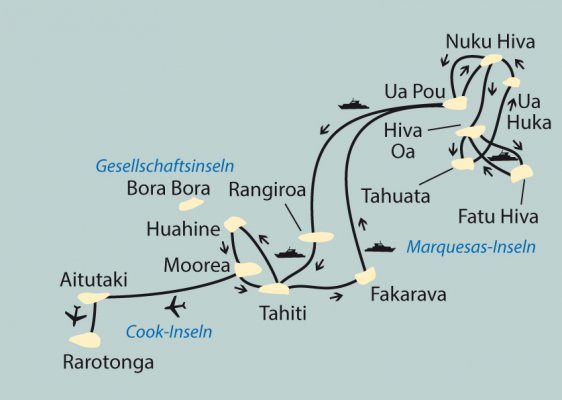 Nuku Hiva
Ua Pou
Ua
Huka
Hiva
Oa
Gesellschaftsinseln
Bora Bora
Rangiroa
Tahuata
Fatu Hiva
Huahine
Marquesas-Inseln
Moorea
Aitutaki
Fakarava
Tahiti
Cook-Inseln
Rarotonga